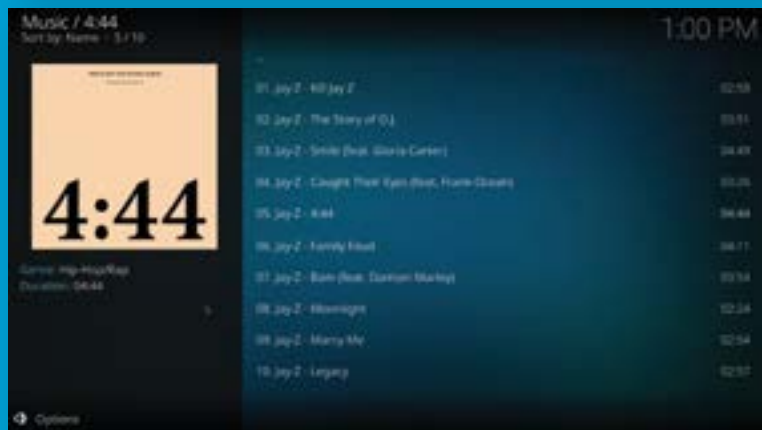 Music / 4:44
Sort by: Name · 5 / 10
1:00 PM
4:44
Genre: Hip-Hop/Rap
Duration: 04:44
..
01. Jay-Z - Kill Jay Z 02:58
02. Jay-Z - The Story of O.J. 03:51
03. Jay-Z - Smile (feat. Gloria Carter) 04:49
04. Jay-Z - Caught Their Eyes (feat. Frank Ocean) 03:26
05. Jay-Z - 4:44 04:44
06. Jay-Z - Family Feud 04:11
07. Jay-Z - Bam (feat. Damian Marley) 03:54
08. Jay-Z - Moonlight 02:24
09. Jay-Z - Marcy Me 02:54
10. Jay-Z - Legacy 02:57
Options